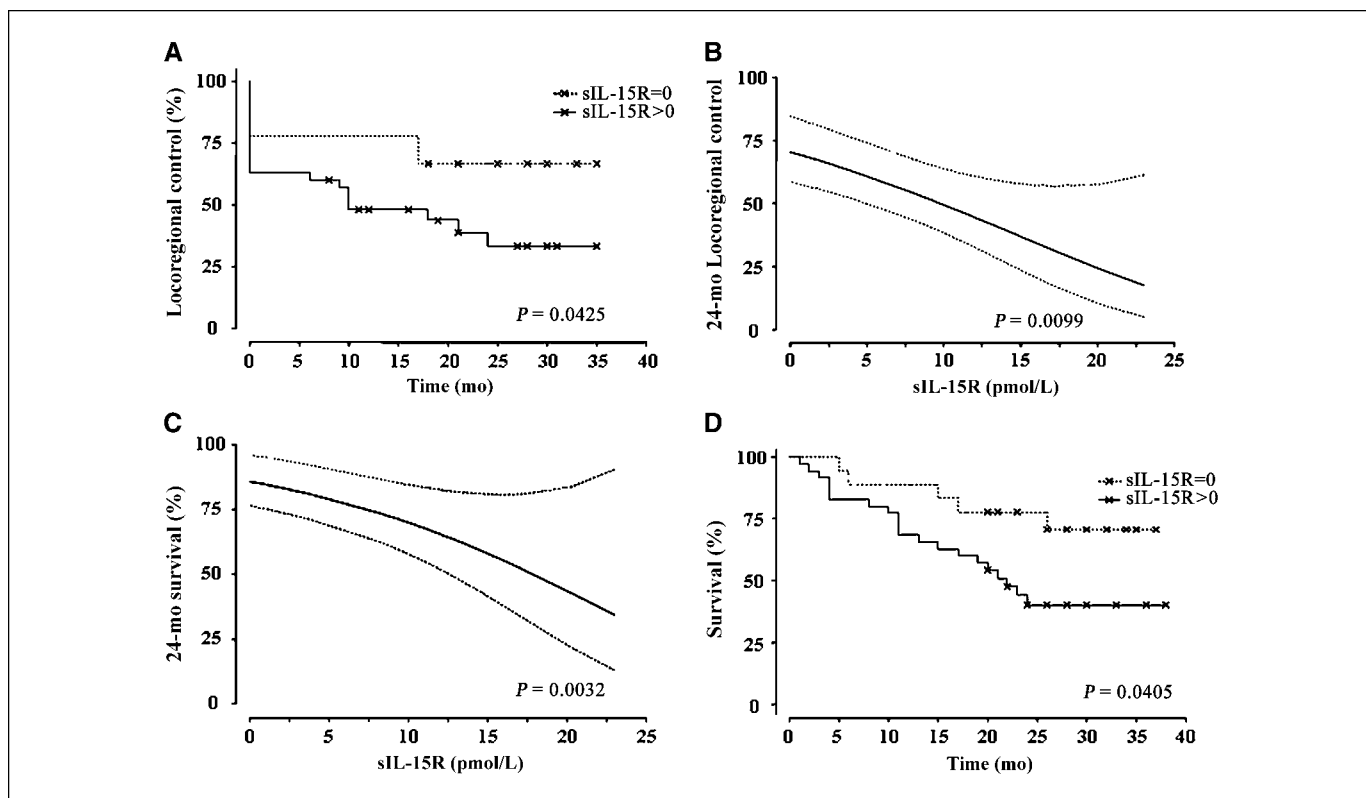 A
Locoregional control (%)
100
75
50
25
0
sIL-15R=0
sIL-15R>0
P = 0.0425
0 5 10 15 20 25 30 35 40
Time (mo)
B
24-mo Locoregional control
100
75
50
25
0
P = 0.0099
0 5 10 15 20 25
sIL-15R (pmol/L)
C
24-mo survival (%)
100
75
50
25
0
P = 0.0032
0 5 10 15 20 25
sIL-15R (pmol/L)
D
Survival (%)
100
75
50
25
0
sIL-15R=0
sIL-15R>0
P = 0.0405
0 5 10 15 20 25 30 38 40
Time (mo)